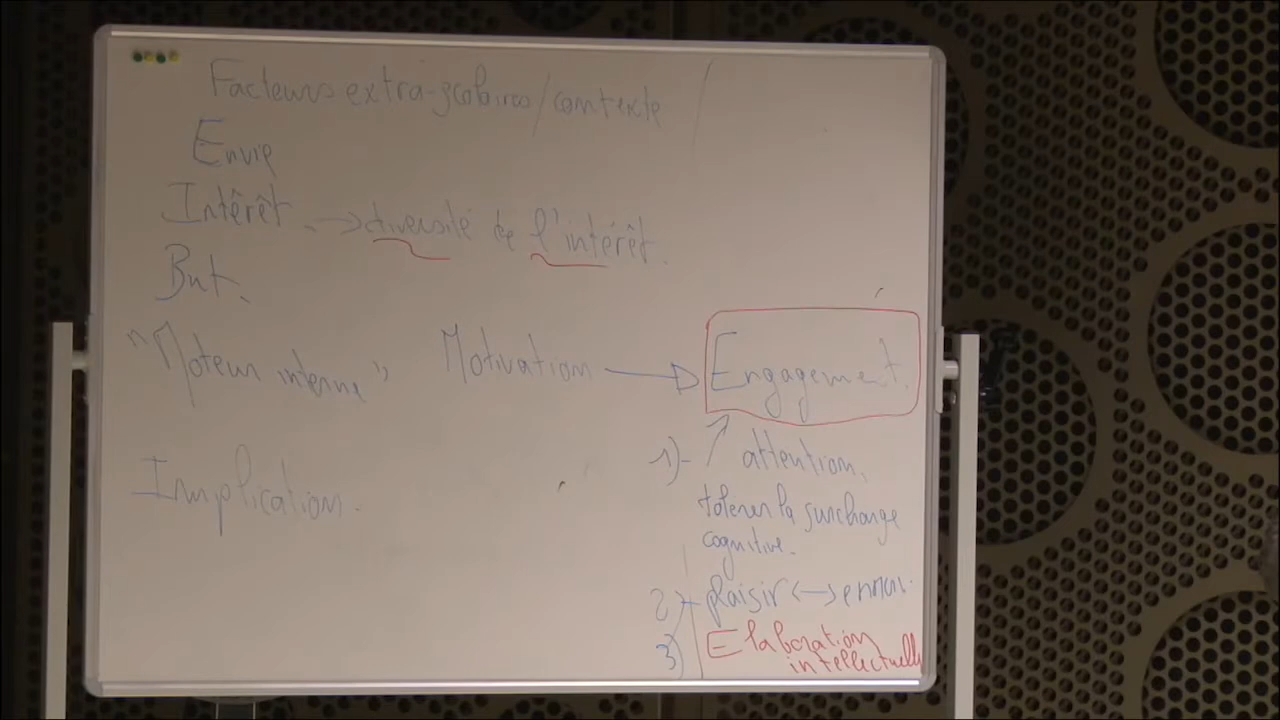 Facteurs extra-scolaires/contexte
Envie
Intérêt. → diversité de l'intérêt.
But.
"Moteur interne" Motivation → Engagement.
1)- attention,
tolérer la surcharge
cognitive.
Implication.
2)- plaisir ↔ ennui.
3) Elaboration
intellectuelle